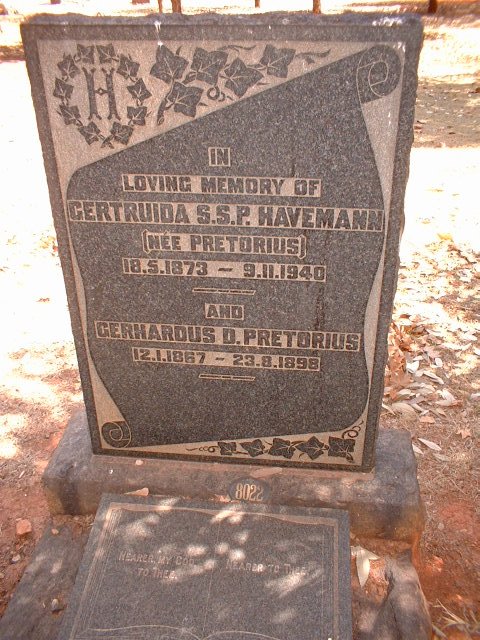 H
IN
LOVING MEMORY OF
GERTRUIDA S.S.P. HAVEMANN
(NÉE PRETORIUS)
18.5.1873 – 9.11.1940
AND
GERHARDUS D. PRETORIUS
12.1.1867 – 23.8.1898
8022
NEARER MY GOD
TO THEE
NEARER TO THEE